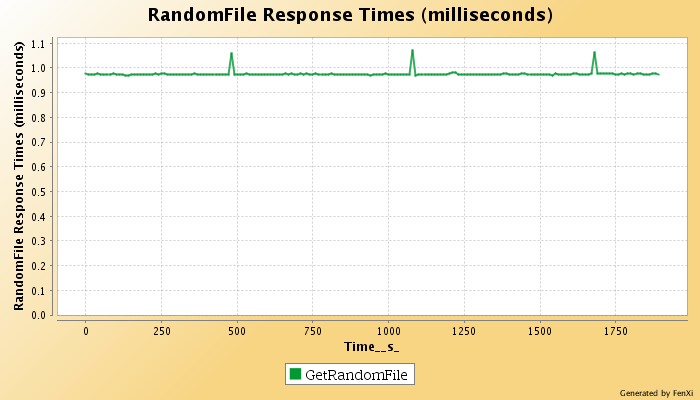 RandomFile Response Times (milliseconds)
RandomFile Response Times (milliseconds)
1.1
1.0
0.9
0.8
0.7
0.6
0.5
0.4
0.3
0.2
0.1
0.0
0 250 500 750 1000 1250 1500 1750
Time__s_
GetRandomFile
Generated by FenXi